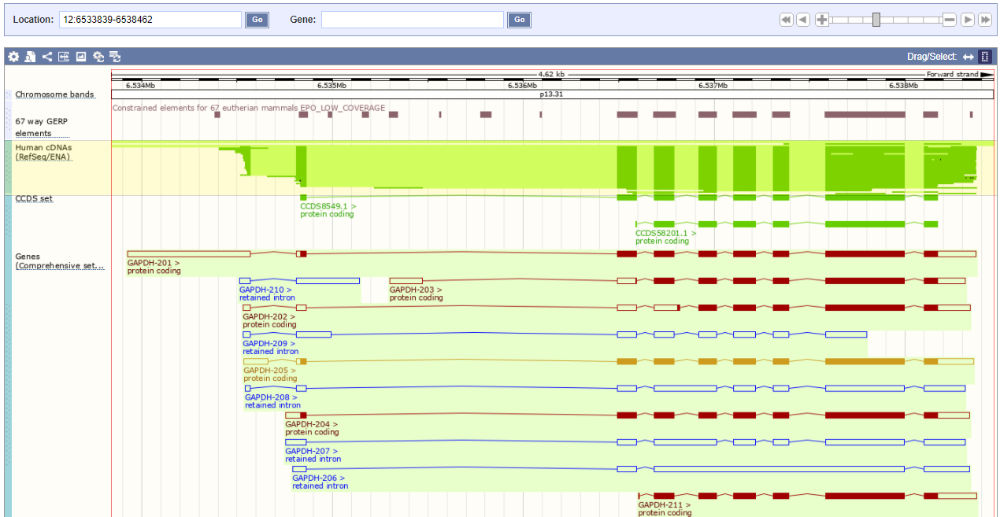 Location: 12:6533839-6538462 Go Gene: Go
Drag/Select:
4.62 kb Forward strand
6.534Mb 6.535Mb 6.536Mb 6.537Mb 6.538Mb
Chromosome bands p13.31
Constrained elements for 67 eutherian mammals EPO_LOW_COVERAGE
67 way GERP
elements
Human cDNAs
(RefSeq/ENA)
CCDS set
CCDS8549.1 >
protein coding
CCDS58201.1 >
protein coding
Genes
(Comprehensive set...
GAPDH-201 >
protein coding
GAPDH-210 >
retained intron
GAPDH-203 >
protein coding
GAPDH-202 >
protein coding
GAPDH-209 >
retained intron
GAPDH-205 >
protein coding
GAPDH-208 >
retained intron
GAPDH-204 >
protein coding
GAPDH-207 >
retained intron
GAPDH-206 >
retained intron
GAPDH-211 >
protein coding